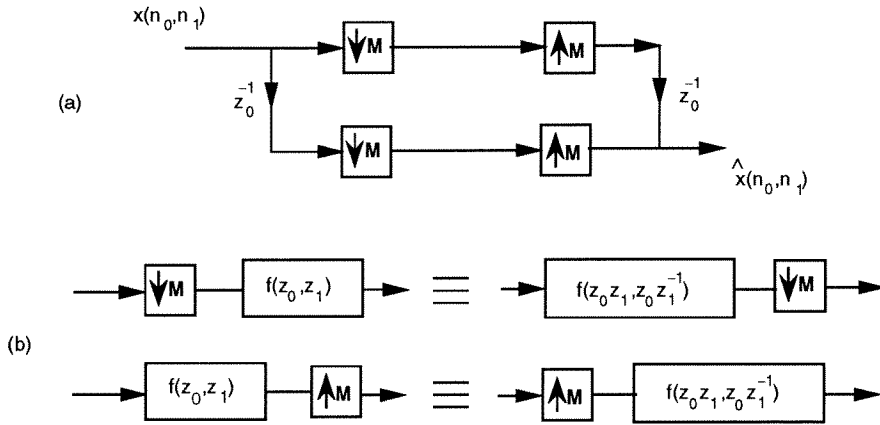 x(n₀,n₁)
↓M ↑M
(a) z₀⁻¹ z₀⁻¹
↓M ↑M
x̂(n₀,n₁)
↓M f(z₀,z₁) ≡ f(z₀z₁,z₀z₁⁻¹) ↓M
(b)
f(z₀,z₁) ↑M ≡ ↑M f(z₀z₁,z₀z₁⁻¹)